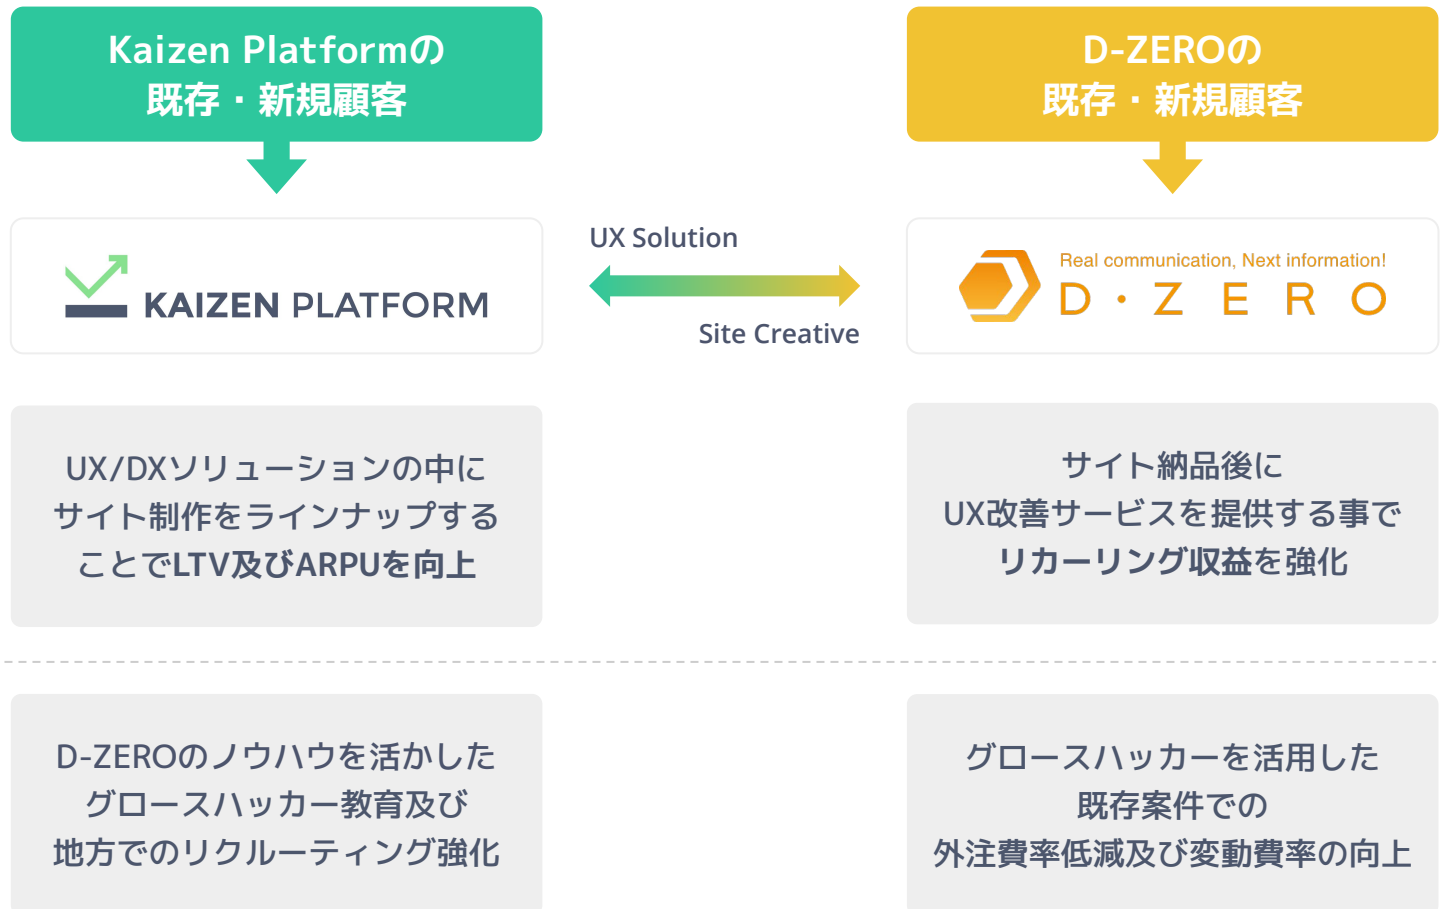 Kaizen Platformの
既存・新規顧客
D-ZEROの
既存・新規顧客
KAIZEN PLATFORM
UX Solution
Site Creative
Real communication, Next information!
D・ZERO
UX/DXソリューションの中に
サイト制作をラインナップする
ことでLTV及びARPUを向上
サイト納品後に
UX改善サービスを提供する事で
リカーリング収益を強化
D-ZEROのノウハウを活かした
グロースハッカー教育及び
地方でのリクルーティング強化
グロースハッカーを活用した
既存案件での
外注費率低減及び変動費率の向上